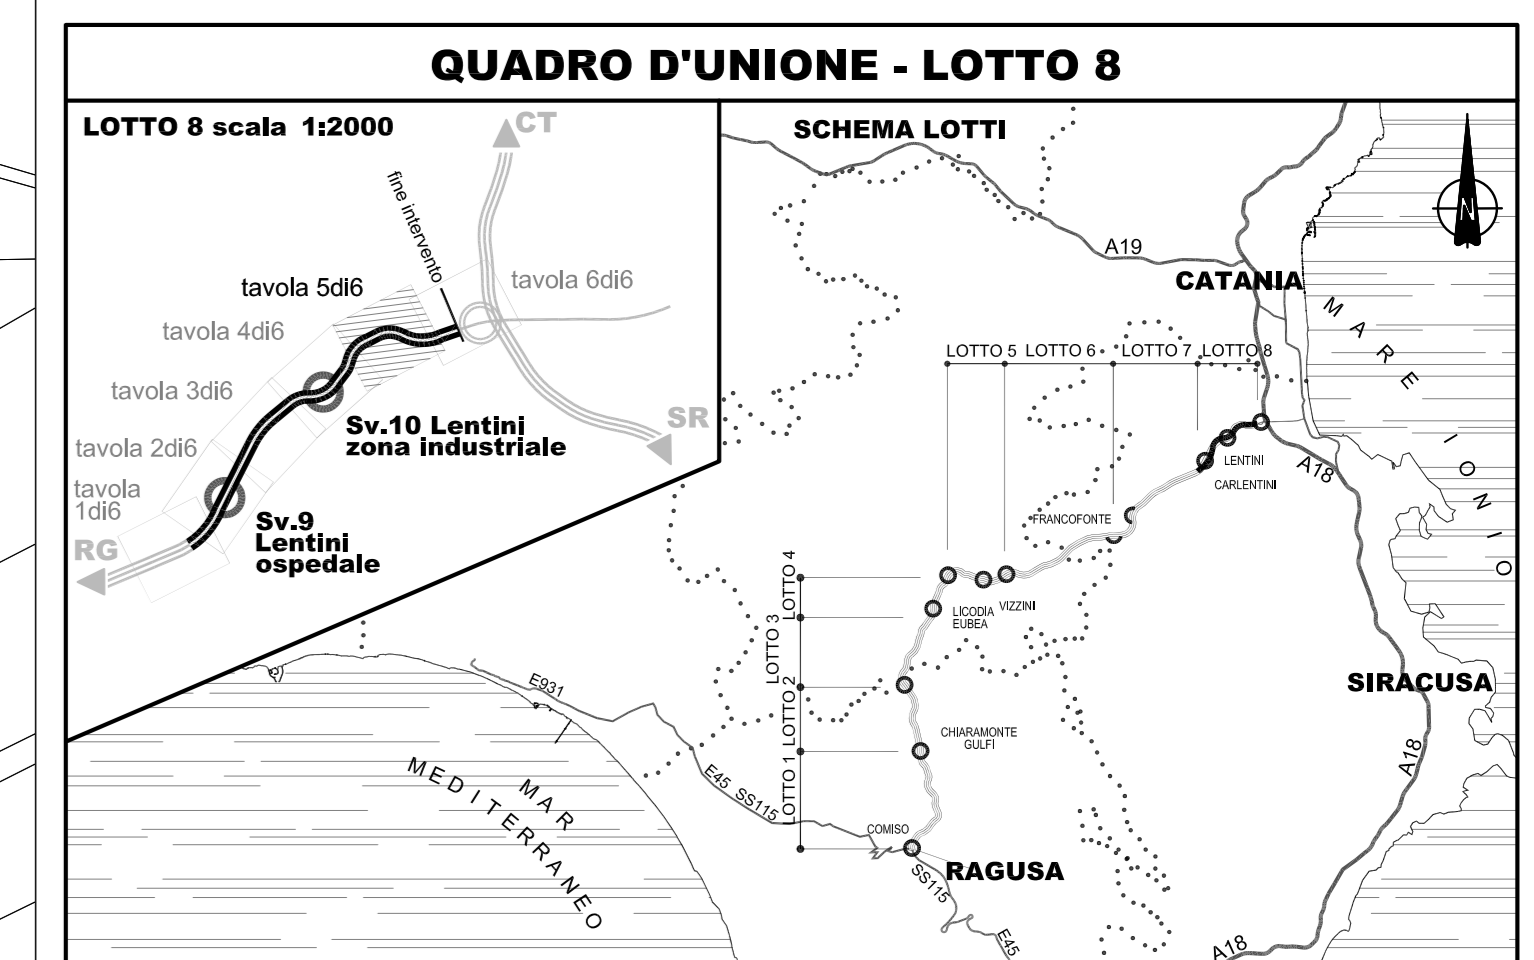 QUADRO D'UNIONE - LOTTO 8
LOTTO 8 scala 1:2000
CT
fine intervento
tavola 5di6
tavola 6di6
tavola 4di6
tavola 3di6
Sv.10 Lentini
zona industriale
SR
tavola 2di6
tavola
1di6
Sv.9
Lentini
ospedale
RG
SCHEMA LOTTI
N
A19
CATANIA
MARE
IONIO
LOTTO 5
LOTTO 6
LOTTO 7
LOTTO 8
LENTINI
CARLENTINI
A18
FRANCOFONTE
LOTTO 4
LOTTO 3
LOTTO 2
LOTTO 1
LICODIA
EUBEA
VIZZINI
SIRACUSA
E931
CHIARAMONTE
GULFI
A18
MAR
MEDITERRANEO
E45 SS115
COMISO
RAGUSA
SS115
E45
A18